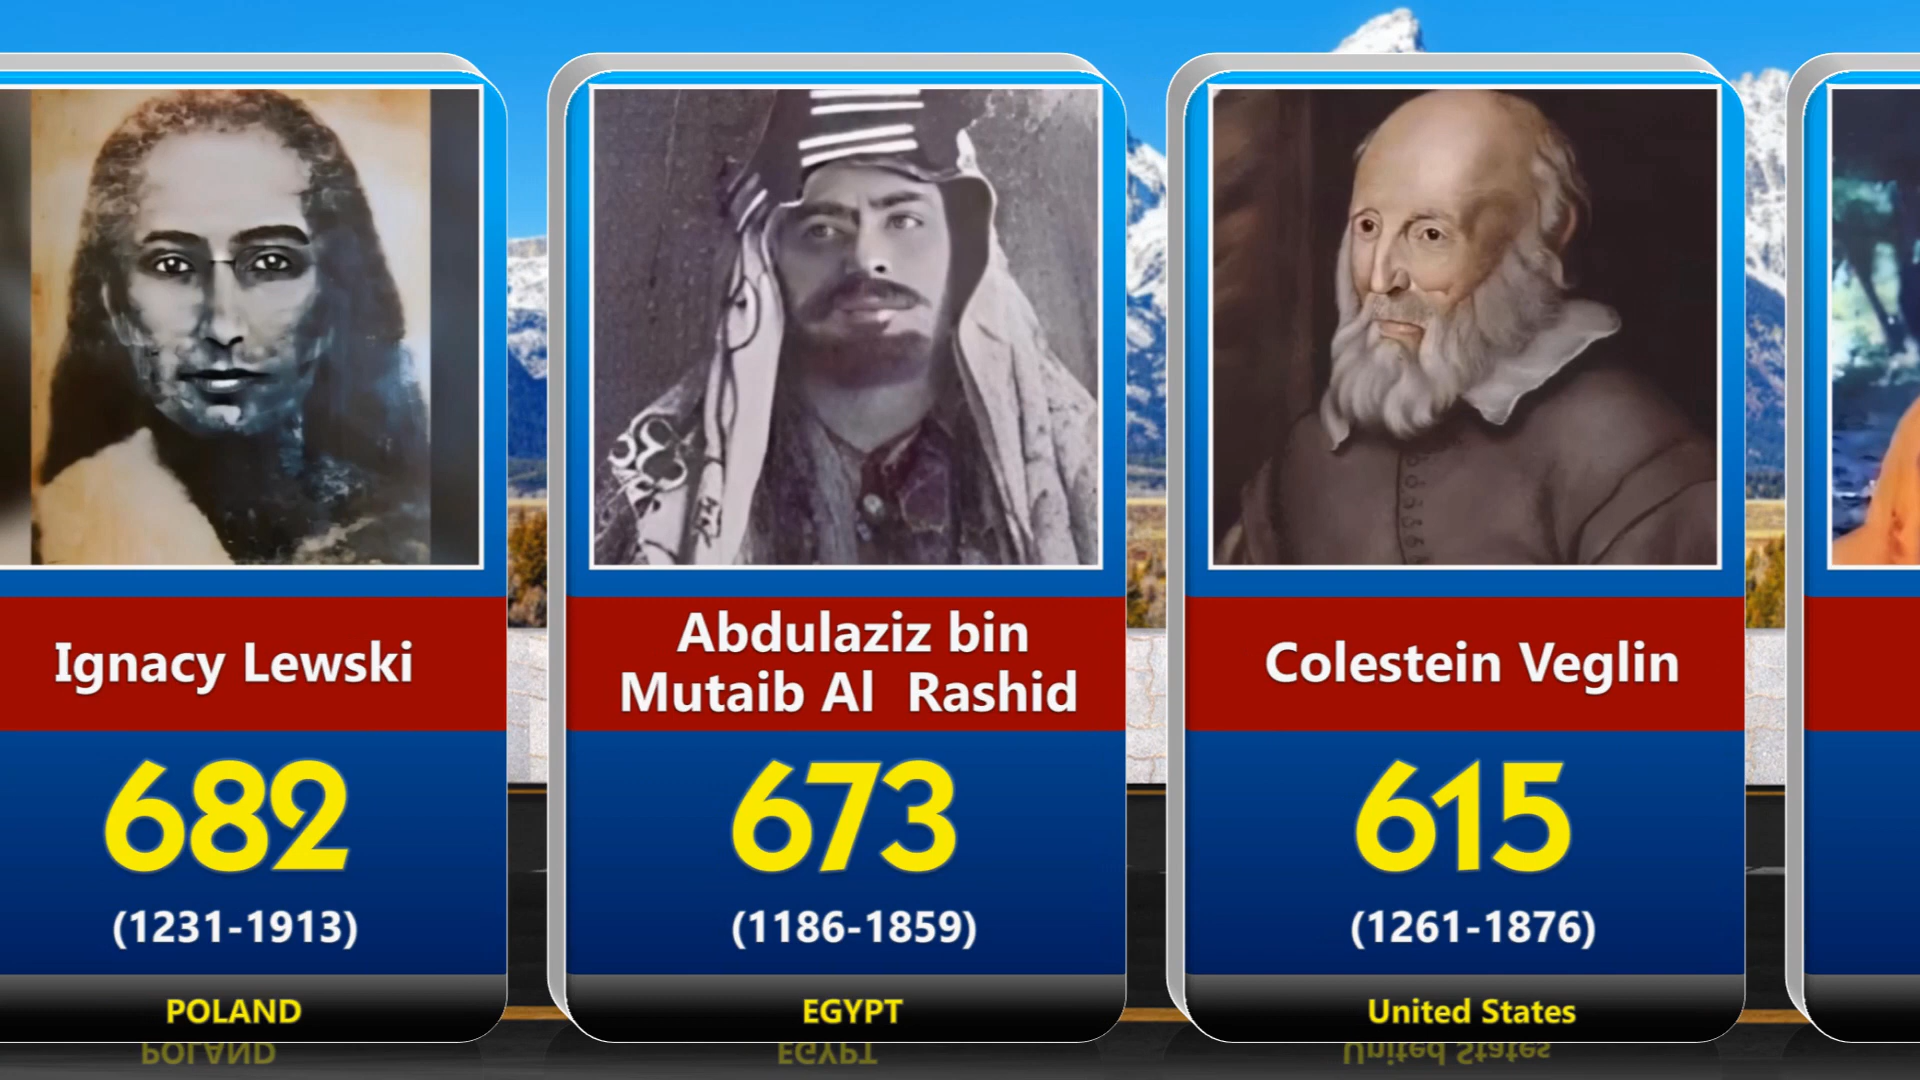 Ignacy Lewski
682
(1231-1913)
POLAND
Abdulaziz bin
Mutaib Al  Rashid
673
(1186-1859)
EGYPT
Colestein Veglin
615
(1261-1876)
United States